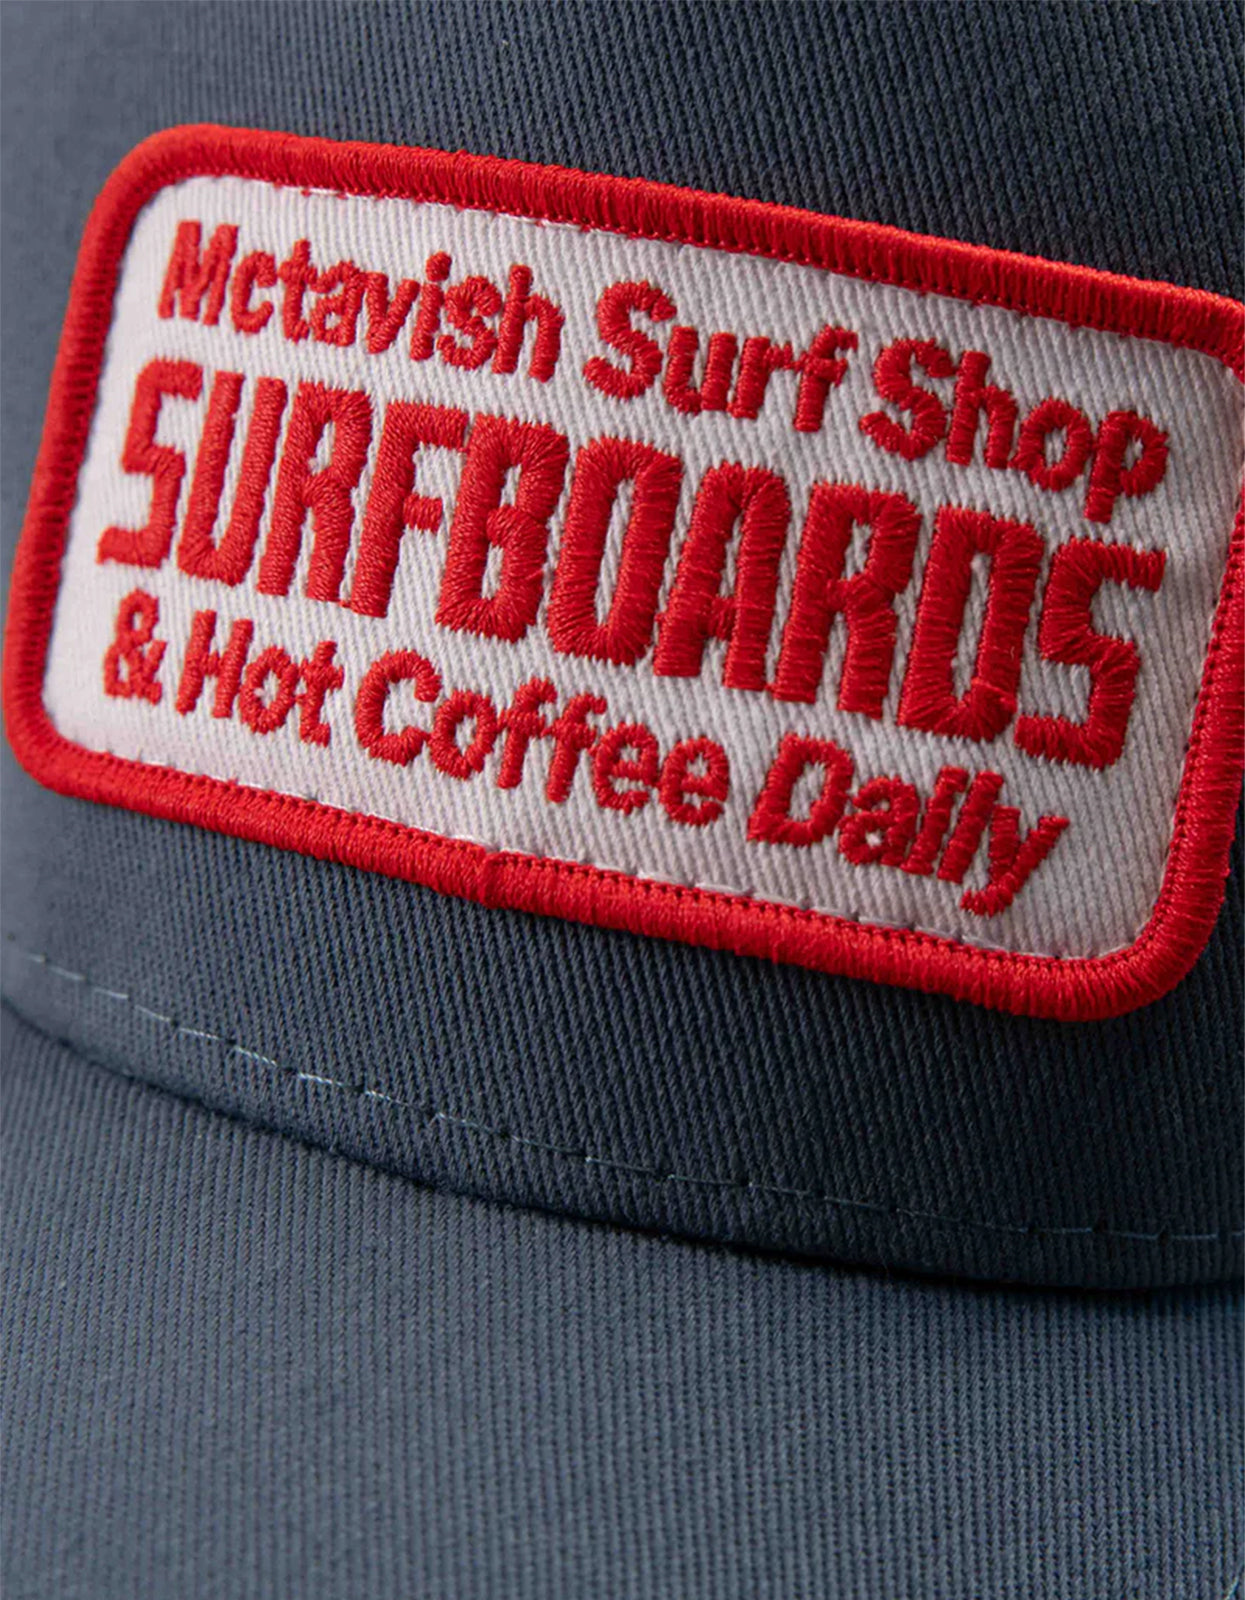 Mctavish Surf Shop
SURFBOARDS
& Hot Coffee Daily